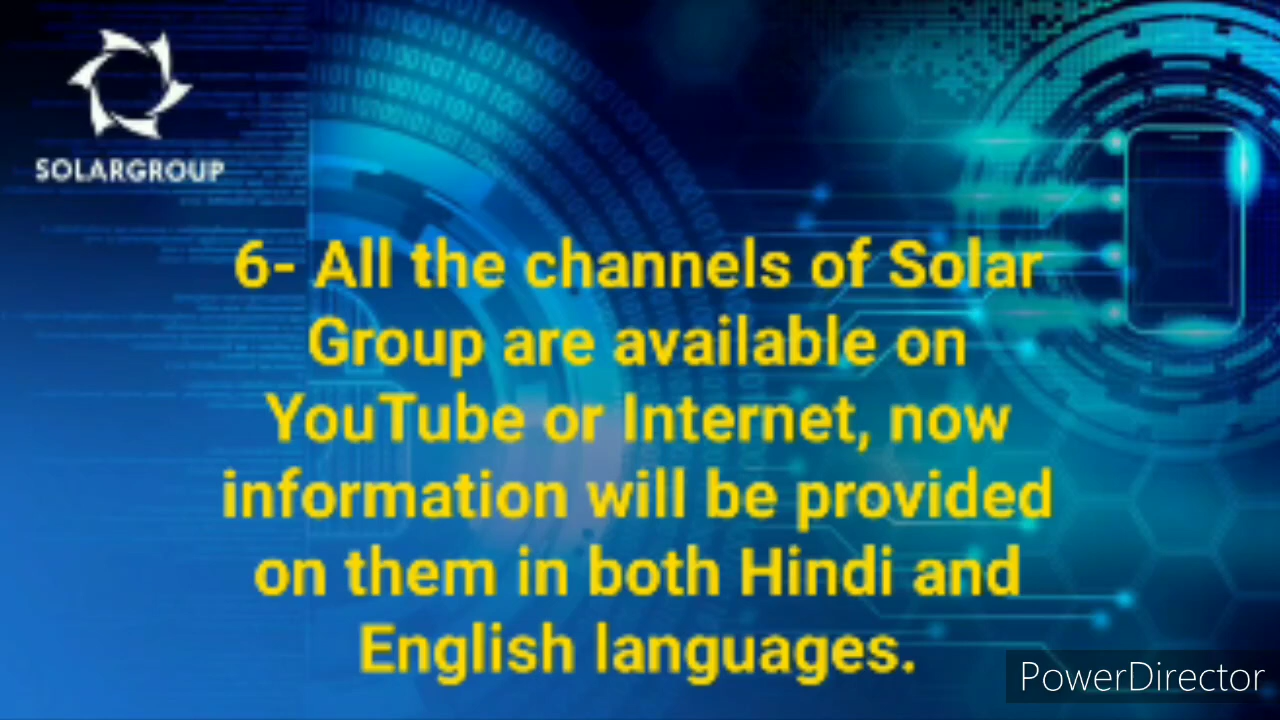 SOLARGROUP
6- All the channels of Solar
Group are available on
YouTube or Internet, now
information will be provided
on them in both Hindi and
English languages.
PowerDirector